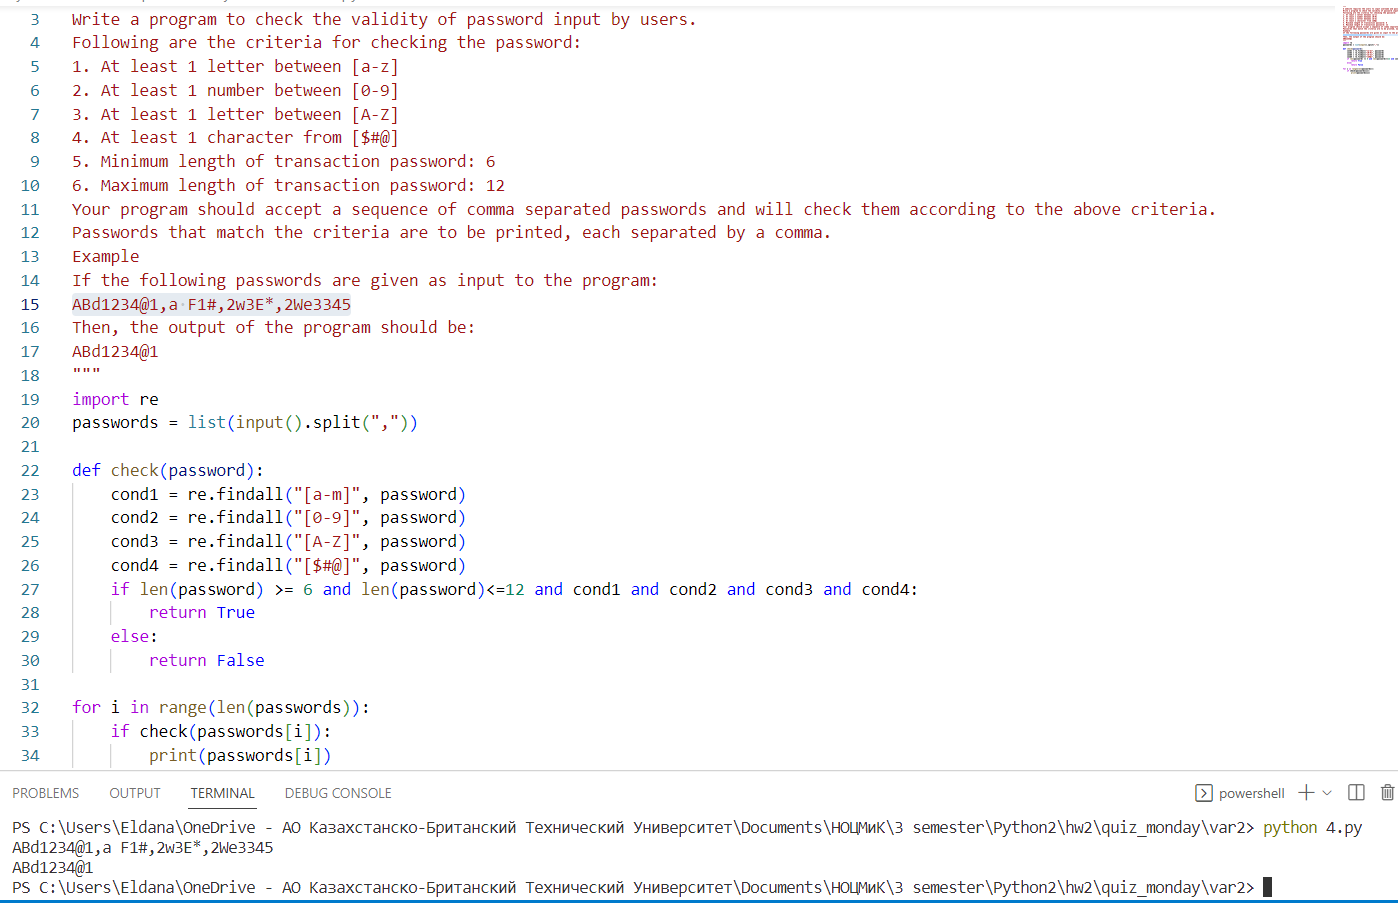 3 Write a program to check the validity of password input by users.
4 Following are the criteria for checking the password:
5 1. At least 1 letter between [a-z]
6 2. At least 1 number between [0-9]
7 3. At least 1 letter between [A-Z]
8 4. At least 1 character from [$#@]
9 5. Minimum length of transaction password: 6
10 6. Maximum length of transaction password: 12
11 Your program should accept a sequence of comma separated passwords and will check them according to the above criteria.
12 Passwords that match the criteria are to be printed, each separated by a comma.
13 Example
14 If the following passwords are given as input to the program:
15 ABd1234@1,a F1#,2w3E*,2We3345
16 Then, the output of the program should be:
17 ABd1234@1
18 """
19 import re
20 passwords = list(input().split(","))
21
22 def check(password):
23     cond1 = re.findall("[a-m]", password)
24     cond2 = re.findall("[0-9]", password)
25     cond3 = re.findall("[A-Z]", password)
26     cond4 = re.findall("[$#@]", password)
27     if len(password) >= 6 and len(password)<=12 and cond1 and cond2 and cond3 and cond4:
28         return True
29     else:
30         return False
31
32 for i in range(len(passwords)):
33     if check(passwords[i]):
34         print(passwords[i])
PROBLEMS OUTPUT TERMINAL DEBUG CONSOLE powershell
PS C:\Users\Eldana\OneDrive - АО Казахстанско-Британский Технический Университет\Documents\НОЦМиК\3 semester\Python2\hw2\quiz_monday\var2> python 4.py
ABd1234@1,a F1#,2w3E*,2We3345
ABd1234@1
PS C:\Users\Eldana\OneDrive - АО Казахстанско-Британский Технический Университет\Documents\НОЦМиК\3 semester\Python2\hw2\quiz_monday\var2>